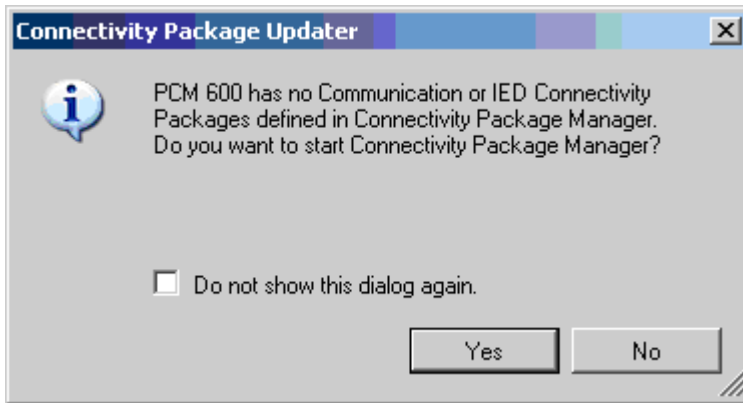 Connectivity Package Updater
PCM 600 has no Communication or IED Connectivity
Packages defined in Connectivity Package Manager.
Do you want to start Connectivity Package Manager?
Do not show this dialog again.
Yes No